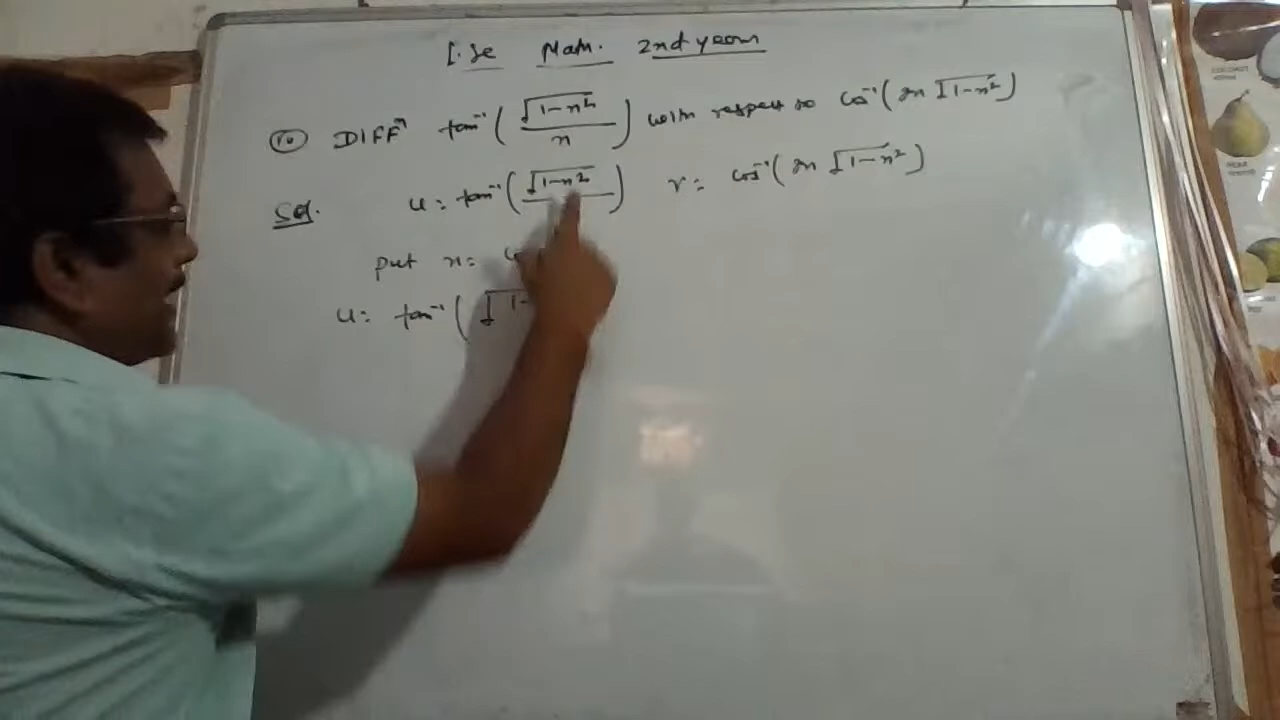 I. Sc Math. 2nd year
10 DIFFⁿ tan⁻¹(√1-x² / x) with respect to cos⁻¹(2x √1-x²)
Sol. u = tan⁻¹(√1-x² / ) v = cos⁻¹(2x √1-x²)
put x =
u = tan⁻¹(√1-